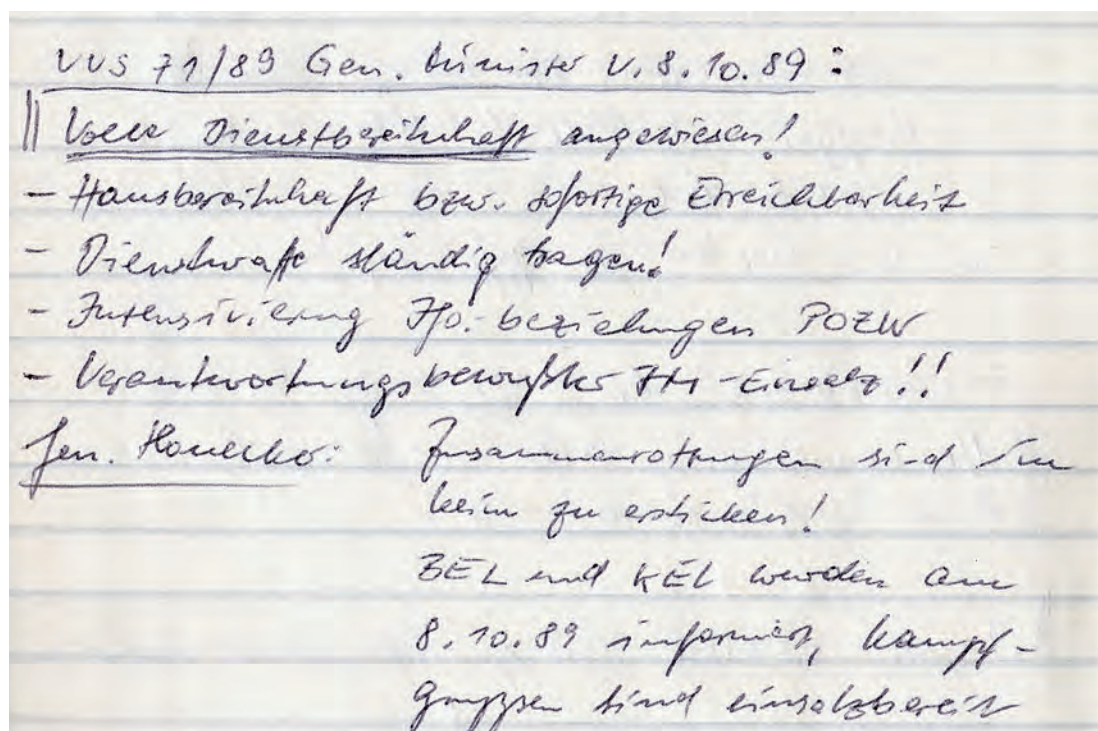 VVS 71/89 Gen. Minister v. 8.10.89:
Volle Dienstbereitschaft angewiesen!
- Hausbereitschaft bzw. sofortige Erreichbarkeit
- Dienstwaffe ständig tragen!
- Intensivierung Ifo.-beziehungen POZW
- Verantwortungsbewußter IM-Einsatz!!
Gen. Honecker: Zusammenrottungen sind im
Keim zu ersticken!
BEL und KEL wurden am
8.10.89 informiert, Kampf-
gruppen sind einsatzbereit